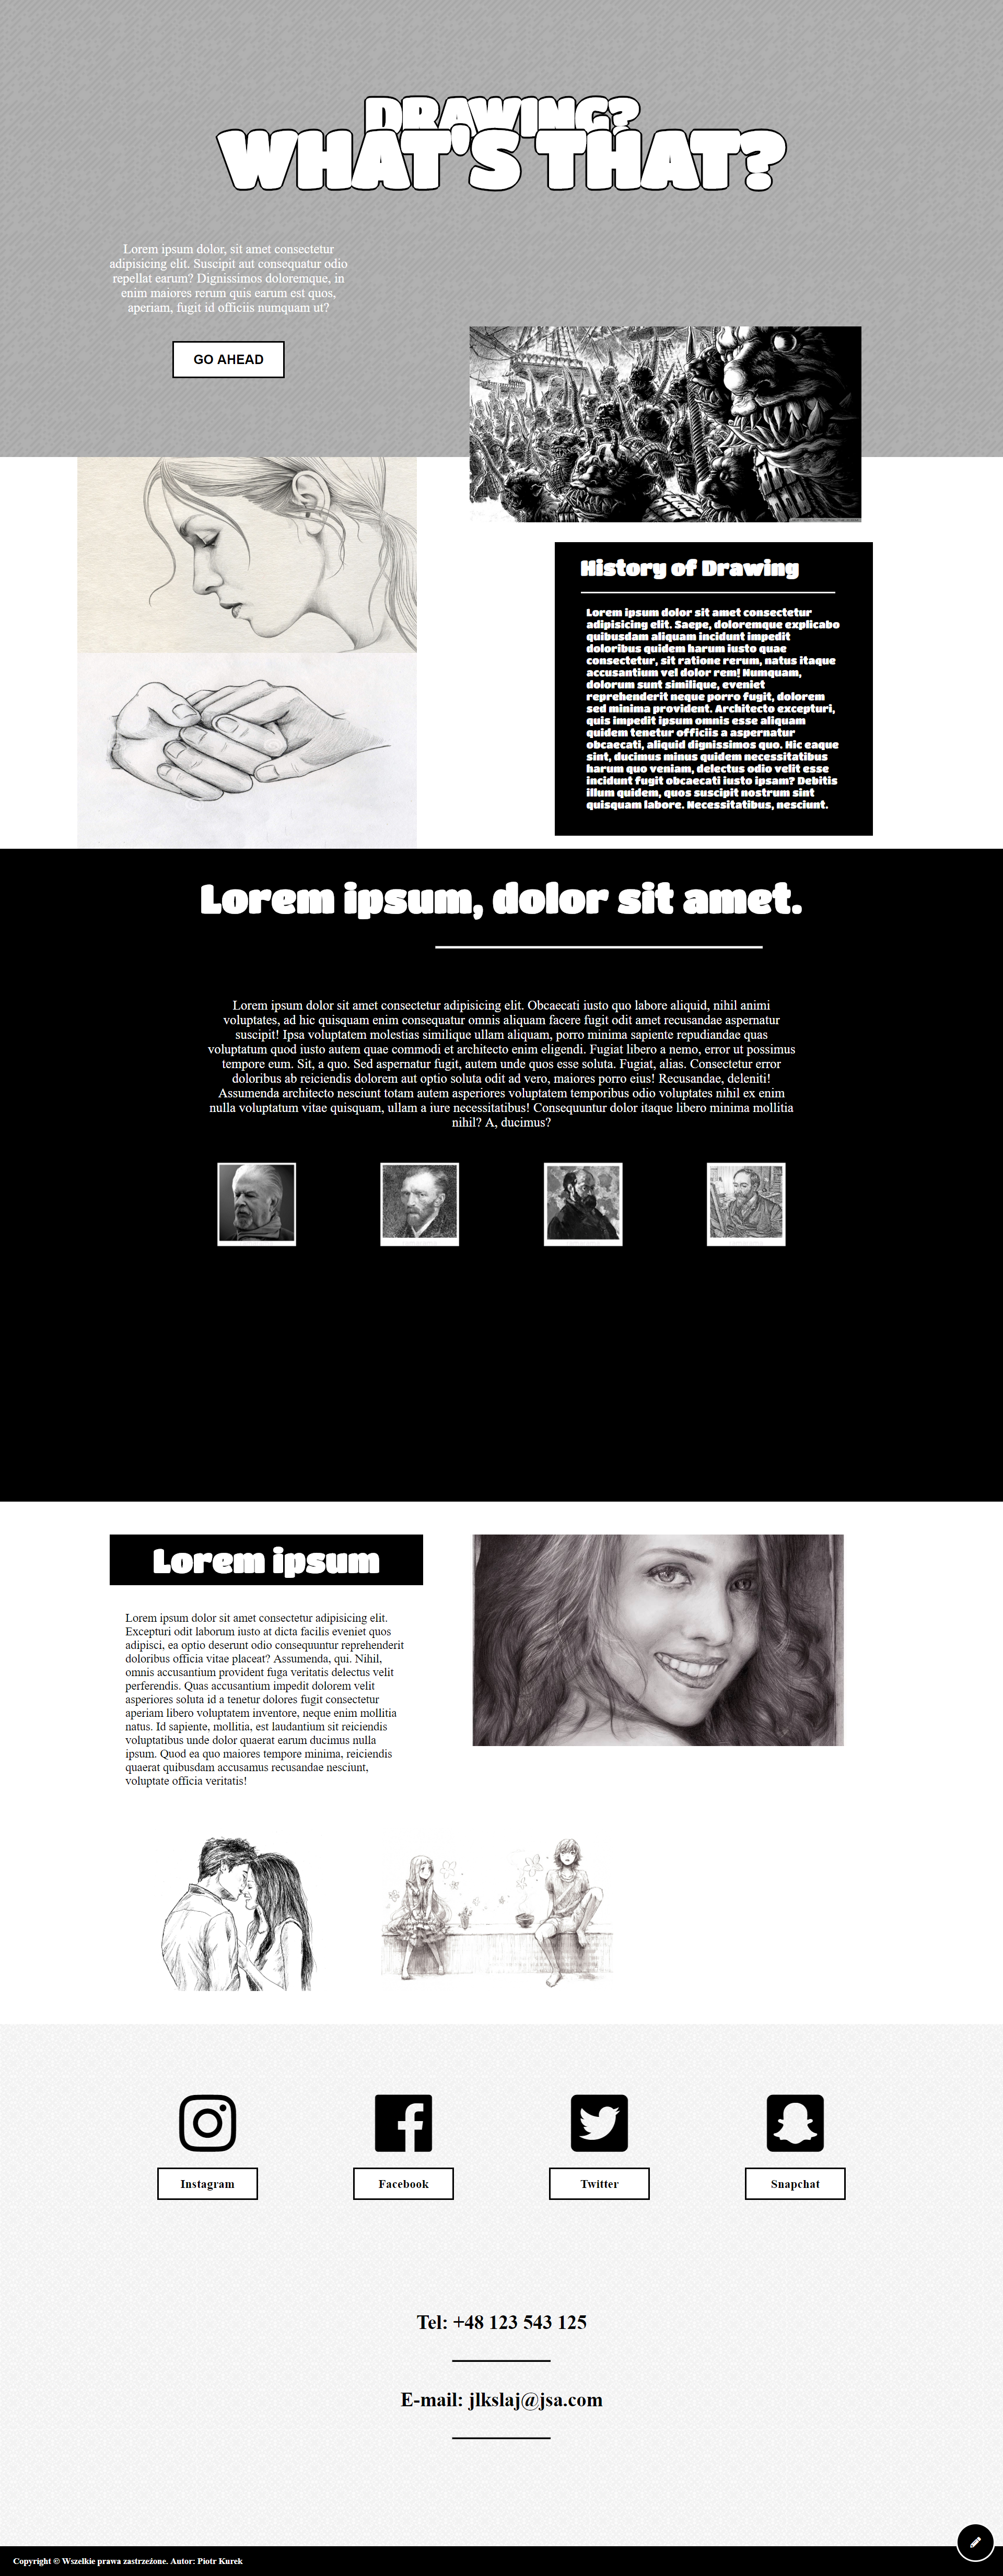 DRAWING?
WHAT'S THAT?
Lorem ipsum dolor, sit amet consectetur
adipisicing elit. Suscipit aut consequatur odio
repellat earum? Dignissimos doloremque, in
enim maiores rerum quis earum est quos,
aperiam, fugit id officiis numquam ut?
GO AHEAD
History of Drawing
Lorem ipsum dolor sit amet consectetur
adipisicing elit. Saepe, doloremque explicabo
quibusdam aliquam incidunt impedit
doloribus quidem harum iusto quae
consectetur, sit ratione rerum, natus itaque
accusantium vel dolor rem! Numquam,
dolorum sunt similique, eveniet
reprehenderit neque porro fugit, dolorem
sed minima provident. Architecto excepturi,
quis impedit ipsum omnis esse aliquam
quidem tenetur officiis a aspernatur
obcaecati, aliquid dignissimos quo. Hic eaque
sint, ducimus minus quidem necessitatibus
harum quo veniam, delectus odio velit esse
incidunt fugit obcaecati iusto ipsam? Debitis
illum quidem, quos suscipit nostrum sint
quisquam labore. Necessitatibus, nesciunt.
Lorem ipsum, dolor sit amet.
Lorem ipsum dolor sit amet consectetur adipisicing elit. Obcaecati iusto quo labore aliquid, nihil animi
voluptates, ad hic quisquam enim consequatur omnis aliquam facere fugit odit amet recusandae aspernatur
suscipit! Ipsa voluptatem molestias similique ullam aliquam, porro minima sapiente repudiandae quas
voluptatum quod iusto autem quae commodi et architecto enim eligendi. Fugiat libero a nemo, error ut possimus
tempore eum. Sit, a quo. Sed aspernatur fugit, autem unde quos esse soluta. Fugiat, alias. Consectetur error
doloribus ab reiciendis dolorem aut optio soluta odit ad vero, maiores porro eius! Recusandae, deleniti!
Assumenda architecto nesciunt totam autem asperiores voluptatem temporibus odio voluptates nihil ex enim
nulla voluptatum vitae quisquam, ullam a iure necessitatibus! Consequuntur dolor itaque libero minima mollitia
nihil? A, ducimus?
Lorem ipsum
Lorem ipsum dolor sit amet consectetur adipisicing elit.
Excepturi odit laborum iusto at dicta facilis eveniet quos
adipisci, ea optio deserunt odio consequuntur reprehenderit
doloribus officia vitae placeat? Assumenda, qui. Nihil,
omnis accusantium provident fuga veritatis delectus velit
perferendis. Quas accusantium impedit dolorem velit
asperiores soluta id a tenetur dolores fugit consectetur
aperiam libero voluptatem inventore, neque enim mollitia
natus. Id sapiente, mollitia, est laudantium sit reiciendis
voluptatibus unde dolor quaerat earum ducimus nulla
ipsum. Quod ea quo maiores tempore minima, reiciendis
quaerat quibusdam accusamus recusandae nesciunt,
voluptate officia veritatis!
Instagram
Facebook
Twitter
Snapchat
Tel: +48 123 543 125
E-mail: jlkslaj@jsa.com
Copyright © Wszelkie prawa zastrzeżone. Autor: Piotr Kurek